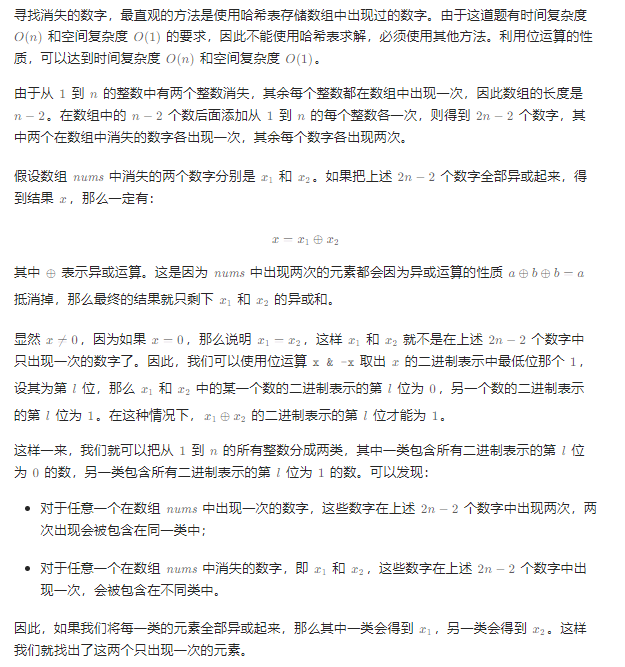 寻找消失的数字，最直观的方法是使用哈希表存储数组中出现过的数字。由于这道题有时间复杂度
O(n) 和空间复杂度 O(1) 的要求，因此不能使用哈希表求解，必须使用其他方法。利用位运算的性
质，可以达到时间复杂度 O(n) 和空间复杂度 O(1)。
由于从 1 到 n 的整数中有两个整数消失，其余每个整数都在数组中出现一次，因此数组的长度是
n − 2。在数组中的 n − 2 个数后面添加从 1 到 n 的每个整数各一次，则得到 2n − 2 个数字，其
中两个在数组中消失的数字各出现一次，其余每个数字各出现两次。
假设数组 nums 中消失的两个数字分别是 x₁ 和 x₂。如果把上述 2n − 2 个数字全部异或起来，得
到结果 x，那么一定有：
x = x₁ ⊕ x₂
其中 ⊕ 表示异或运算。这是因为 nums 中出现两次的元素都会因为异或运算的性质 a ⊕ b ⊕ b = a
抵消掉，那么最终的结果就只剩下 x₁ 和 x₂ 的异或和。
显然 x ≠ 0，因为如果 x = 0，那么说明 x₁ = x₂，这样 x₁ 和 x₂ 就不是在上述 2n − 2 个数字中
只出现一次的数字了。因此，我们可以使用位运算 x & -x 取出 x 的二进制表示中最低位那个 1，
设其为第 l 位，那么 x₁ 和 x₂ 中的某一个数的二进制表示的第 l 位为 0，另一个数的二进制表示
的第 l 位为 1。在这种情况下，x₁ ⊕ x₂ 的二进制表示的第 l 位才能为 1。
这样一来，我们就可以把从 1 到 n 的所有整数分成两类，其中一类包含所有二进制表示的第 l 位
为 0 的数，另一类包含所有二进制表示的第 l 位为 1 的数。可以发现：
• 对于任意一个在数组 nums 中出现一次的数字，这些数字在上述 2n − 2 个数字中出现两次，两
次出现会被包含在同一类中；
• 对于任意一个在数组 nums 中消失的数字，即 x₁ 和 x₂，这些数字在上述 2n − 2 个数字中出
现一次，会被包含在不同类中。
因此，如果我们将每一类的元素全部异或起来，那么其中一类会得到 x₁，另一类会得到 x₂。这样
我们就找出了这两个只出现一次的元素。